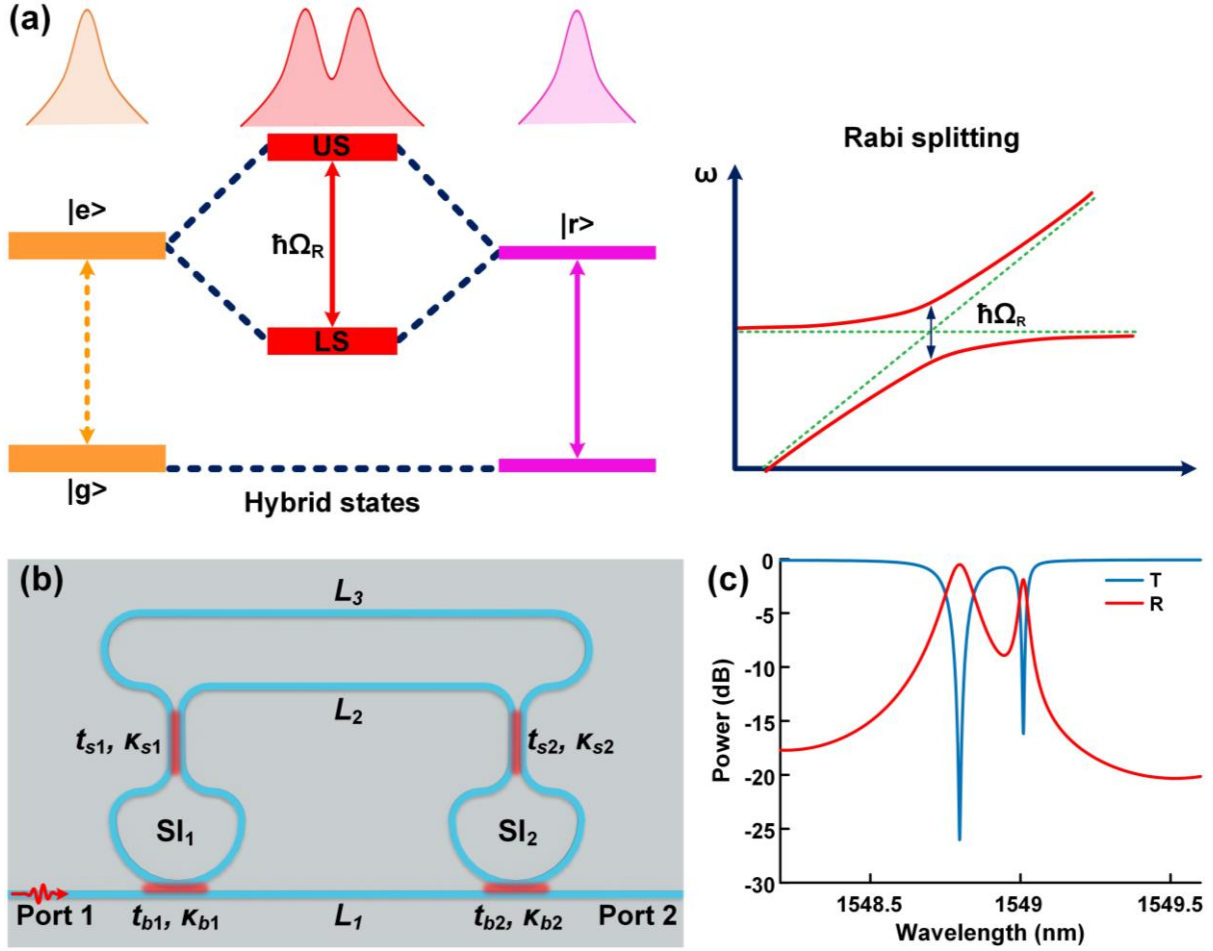 (a)
US
|e>
ħΩR
|r>
LS
|g>
Hybrid states
Rabi splitting
ω
ħΩR
(b)
L3
L2
ts1, κs1
ts2, κs2
SI1
SI2
Port 1
tb1, κb1
L1
tb2, κb2
Port 2
(c)
0
-5
-10
-15
-20
-25
-30
Power (dB)
T
R
1548.5
1549
1549.5
Wavelength (nm)